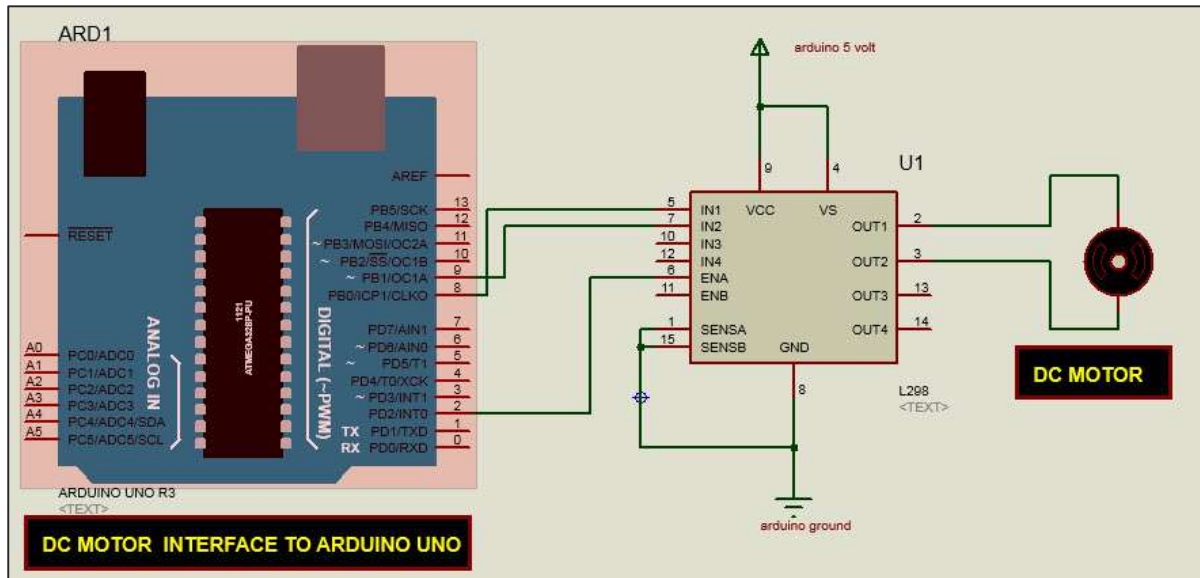 ARD1
AREF
RESET
PB5/SCK 13
PB4/MISO 12
~ PB3/MOSI/OC2A 11
~ PB2/SS/OC1B 10
~ PB1/OC1A 9
PB0/ICP1/CLKO 8
PD7/AIN1 7
~ PD6/AIN0 6
~ PD5/T1 5
PD4/T0/XCK 4
~ PD3/INT1 3
PD2/INT0 2
TX PD1/TXD 1
RX PD0/RXD 0
DIGITAL (~PWM)
1121
ATMEGA328P-PU
ANALOG IN
A0 PC0/ADC0
A1 PC1/ADC1
A2 PC2/ADC2
A3 PC3/ADC3
A4 PC4/ADC4/SDA
A5 PC5/ADC5/SCL
ARDUINO UNO R3
<TEXT>
DC MOTOR INTERFACE TO ARDUINO UNO
arduino 5 volt
U1
9 4
VCC VS
5 IN1
7 IN2
10 IN3
12 IN4
6 ENA
11 ENB
1 SENSA
15 SENSB
GND
8
OUT1 2
OUT2 3
OUT3 13
OUT4 14
L298
<TEXT>
arduino ground
DC MOTOR